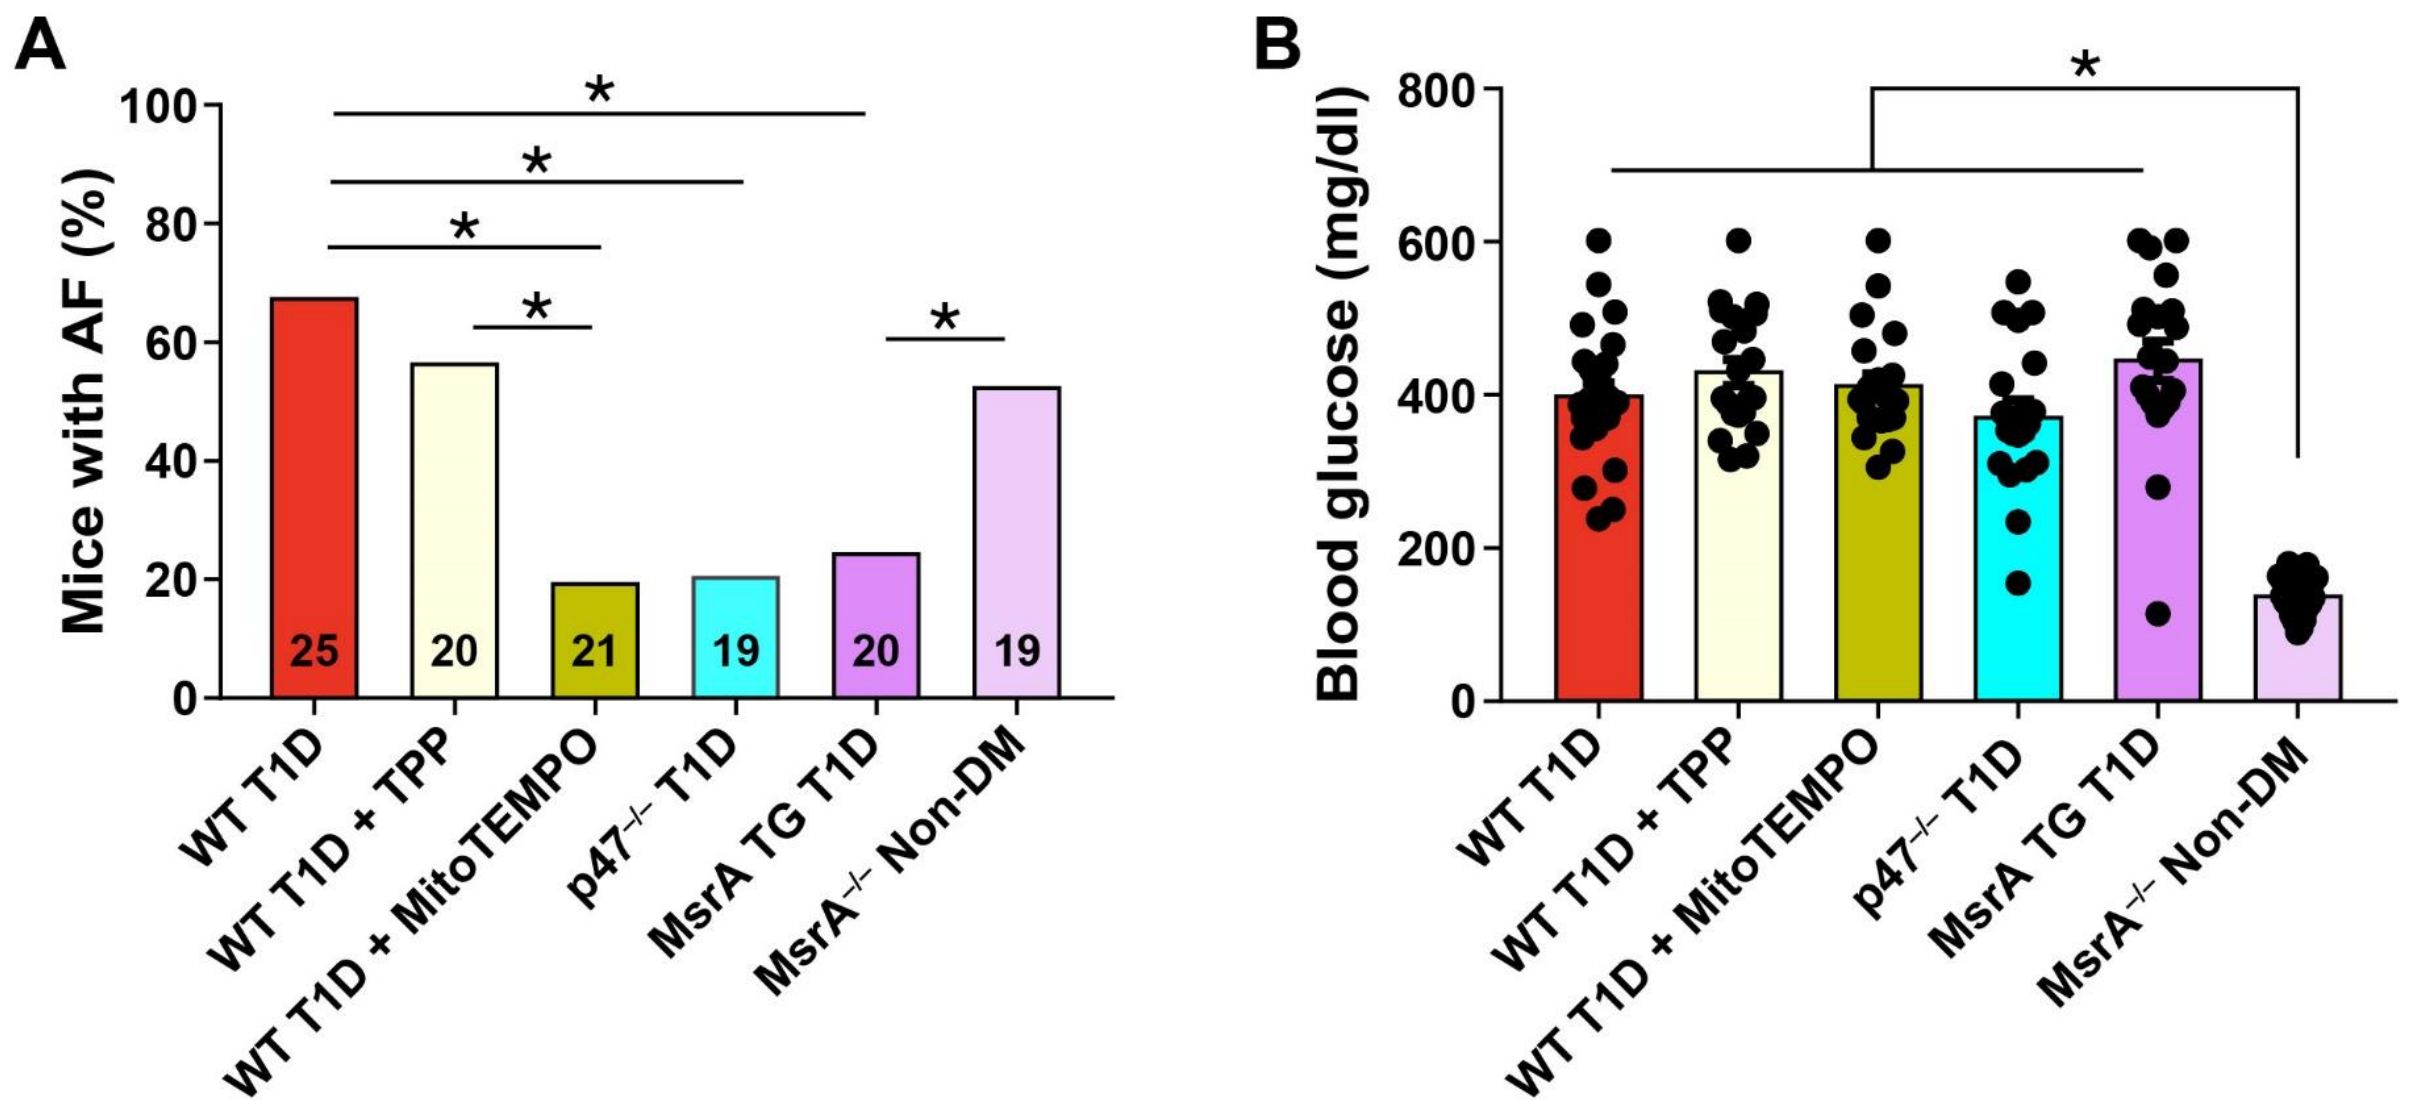 A
Mice with AF (%)
100
80
60
40
20
0
*
*
*
*
*
25
20
21
19
20
19
WT T1D
WT T1D + TPP
WT T1D + MitoTEMPO
p47⁻/⁻ T1D
MsrA TG T1D
MsrA⁻/⁻ Non-DM
B
Blood glucose (mg/dl)
800
600
400
200
0
*
WT T1D
WT T1D + TPP
WT T1D + MitoTEMPO
p47⁻/⁻ T1D
MsrA TG T1D
MsrA⁻/⁻ Non-DM